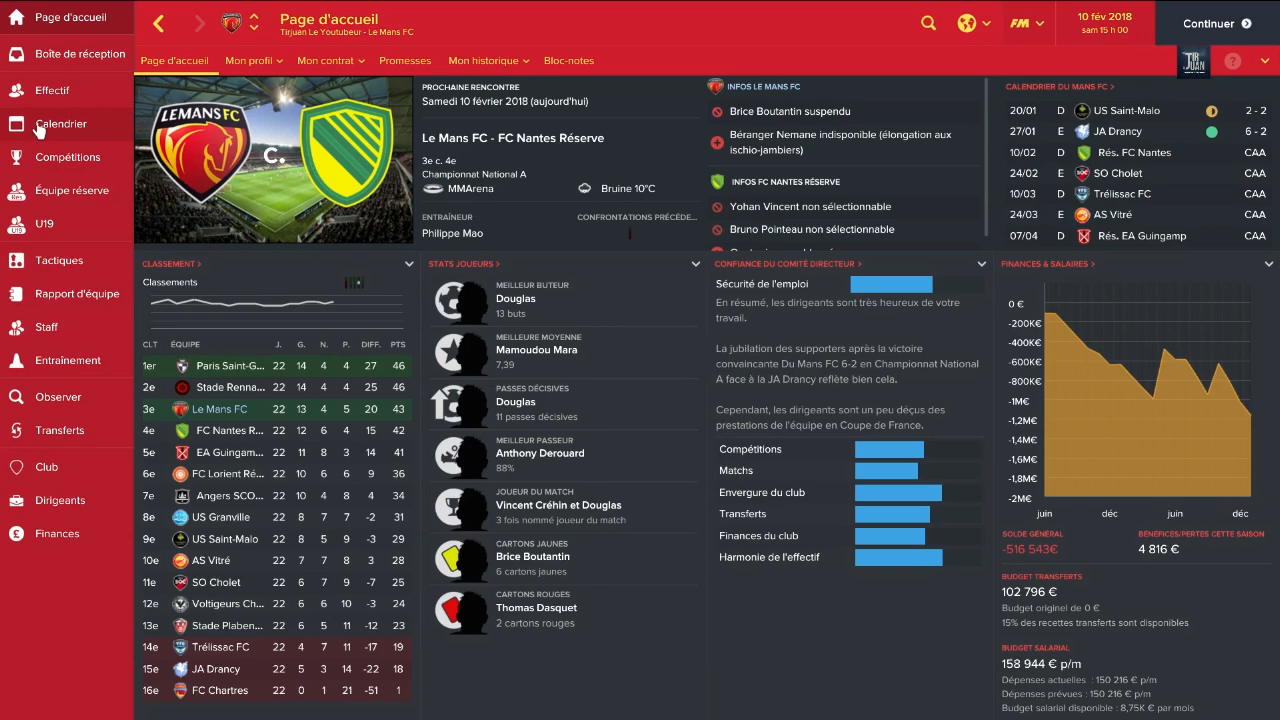 Page d'accueil
Boîte de réception
Effectif
Calendrier
Compétitions
Équipe réserve
U19
Tactiques
Rapport d'équipe
Staff
Entraînement
Observer
Transferts
Club
Dirigeants
Finances
Page d'accueil
Tirjuan Le Youtubeur - Le Mans FC
FM
10 fév 2018
sam 15 h 00
Continuer
Page d'accueil Mon profil Mon contrat Promesses Mon historique Bloc-notes
TIR JUAN
LEMANS FC
C.
PROCHAINE RENCONTRE
Samedi 10 février 2018 (aujourd'hui)
Le Mans FC - FC Nantes Réserve
3e c. 4e
Championnat National A
MMArena Bruine 10°C
ENTRAÎNEUR CONFRONTATIONS PRÉCÉDE...
Philippe Mao
INFOS LE MANS FC
Brice Boutantin suspendu
Béranger Nemane indisponible (élongation aux
ischio-jambiers)
INFOS FC NANTES RÉSERVE
Yohan Vincent non sélectionnable
Bruno Pointeau non sélectionnable
CALENDRIER DU MANS FC >
20/01 D US Saint-Malo 2 - 2
27/01 E JA Drancy 6 - 2
10/02 D Rés. FC Nantes CAA
24/02 E SO Cholet CAA
10/03 D Trélissac FC CAA
24/03 E AS Vitré CAA
07/04 D Rés. EA Guingamp CAA
CLASSEMENT >
Classements
CLT ÉQUIPE J. G. N. P. DIFF. PTS
1er Paris Saint-G... 22 14 4 4 27 46
2e Stade Renna... 22 14 4 4 25 46
3e Le Mans FC 22 13 4 5 20 43
4e FC Nantes R... 22 12 6 4 15 42
5e EA Guingam... 22 11 8 3 14 41
6e FC Lorient Ré... 22 10 6 6 9 36
7e Angers SCO... 22 10 4 8 4 34
8e US Granville 22 8 7 7 -2 31
9e US Saint-Malo 22 8 5 9 -3 29
10e AS Vitré 22 7 7 8 3 28
11e SO Cholet 22 6 7 9 -7 25
12e Voltigeurs Ch... 22 6 6 10 -3 24
13e Stade Plaben... 22 6 5 11 -12 23
14e Trélissac FC 22 4 7 11 -17 19
15e JA Drancy 22 5 3 14 -22 18
16e FC Chartres 22 0 1 21 -51 1
STATS JOUEURS >
MEILLEUR BUTEUR
Douglas
13 buts
MEILLEURE MOYENNE
Mamoudou Mara
7,39
PASSES DÉCISIVES
Douglas
11 passes décisives
MEILLEUR PASSEUR
Anthony Derouard
88%
JOUEUR DU MATCH
Vincent Créhin et Douglas
3 fois nommé joueur du match
CARTONS JAUNES
Brice Boutantin
6 cartons jaunes
CARTONS ROUGES
Thomas Dasquet
2 cartons rouges
CONFIANCE DU COMITÉ DIRECTEUR >
Sécurité de l'emploi
En résumé, les dirigeants sont très heureux de votre
travail.
La jubilation des supporters après la victoire
convaincante Du Mans FC 6-2 en Championnat National
A face à la JA Drancy reflète bien cela.
Cependant, les dirigeants sont un peu déçus des
prestations de l'équipe en Coupe de France.
Compétitions
Matchs
Envergure du club
Transferts
Finances du club
Harmonie de l'effectif
FINANCES & SALAIRES >
0 €
-200K€
-400K€
-600K€
-800K€
-1M€
-1,2M€
-1,4M€
-1,6M€
-1,8M€
-2M€
juin déc juin déc
SOLDE GÉNÉRAL BÉNÉFICES/PERTES CETTE SAISON
-516 543€ 4 816 €
BUDGET TRANSFERTS
102 796 €
Budget originel de 0 €
15% des recettes transferts sont disponibles
BUDGET SALARIAL
158 944 € p/m
Dépenses actuelles : 150 216 € p/m
Dépenses prévues : 150 216 € p/m
Budget salarial disponible : 8,75K € par mois